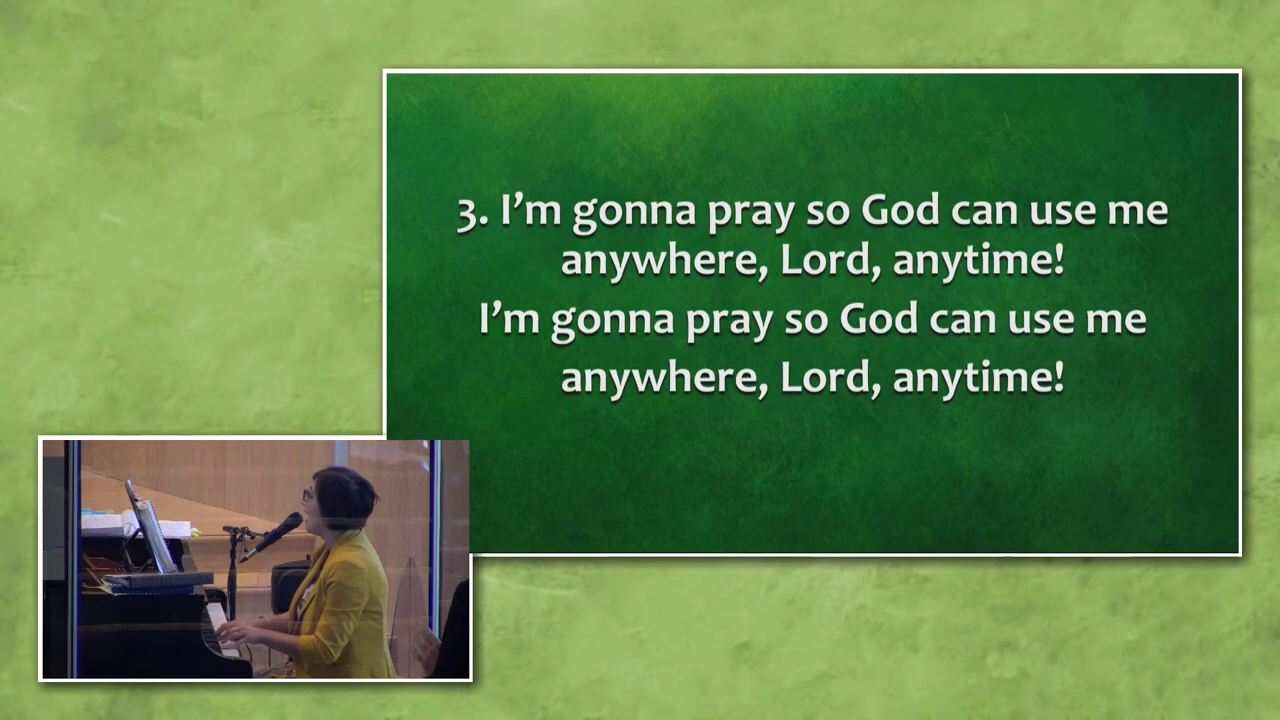 3. I’m gonna pray so God can use me
anywhere, Lord, anytime!
I’m gonna pray so God can use me
anywhere, Lord, anytime!